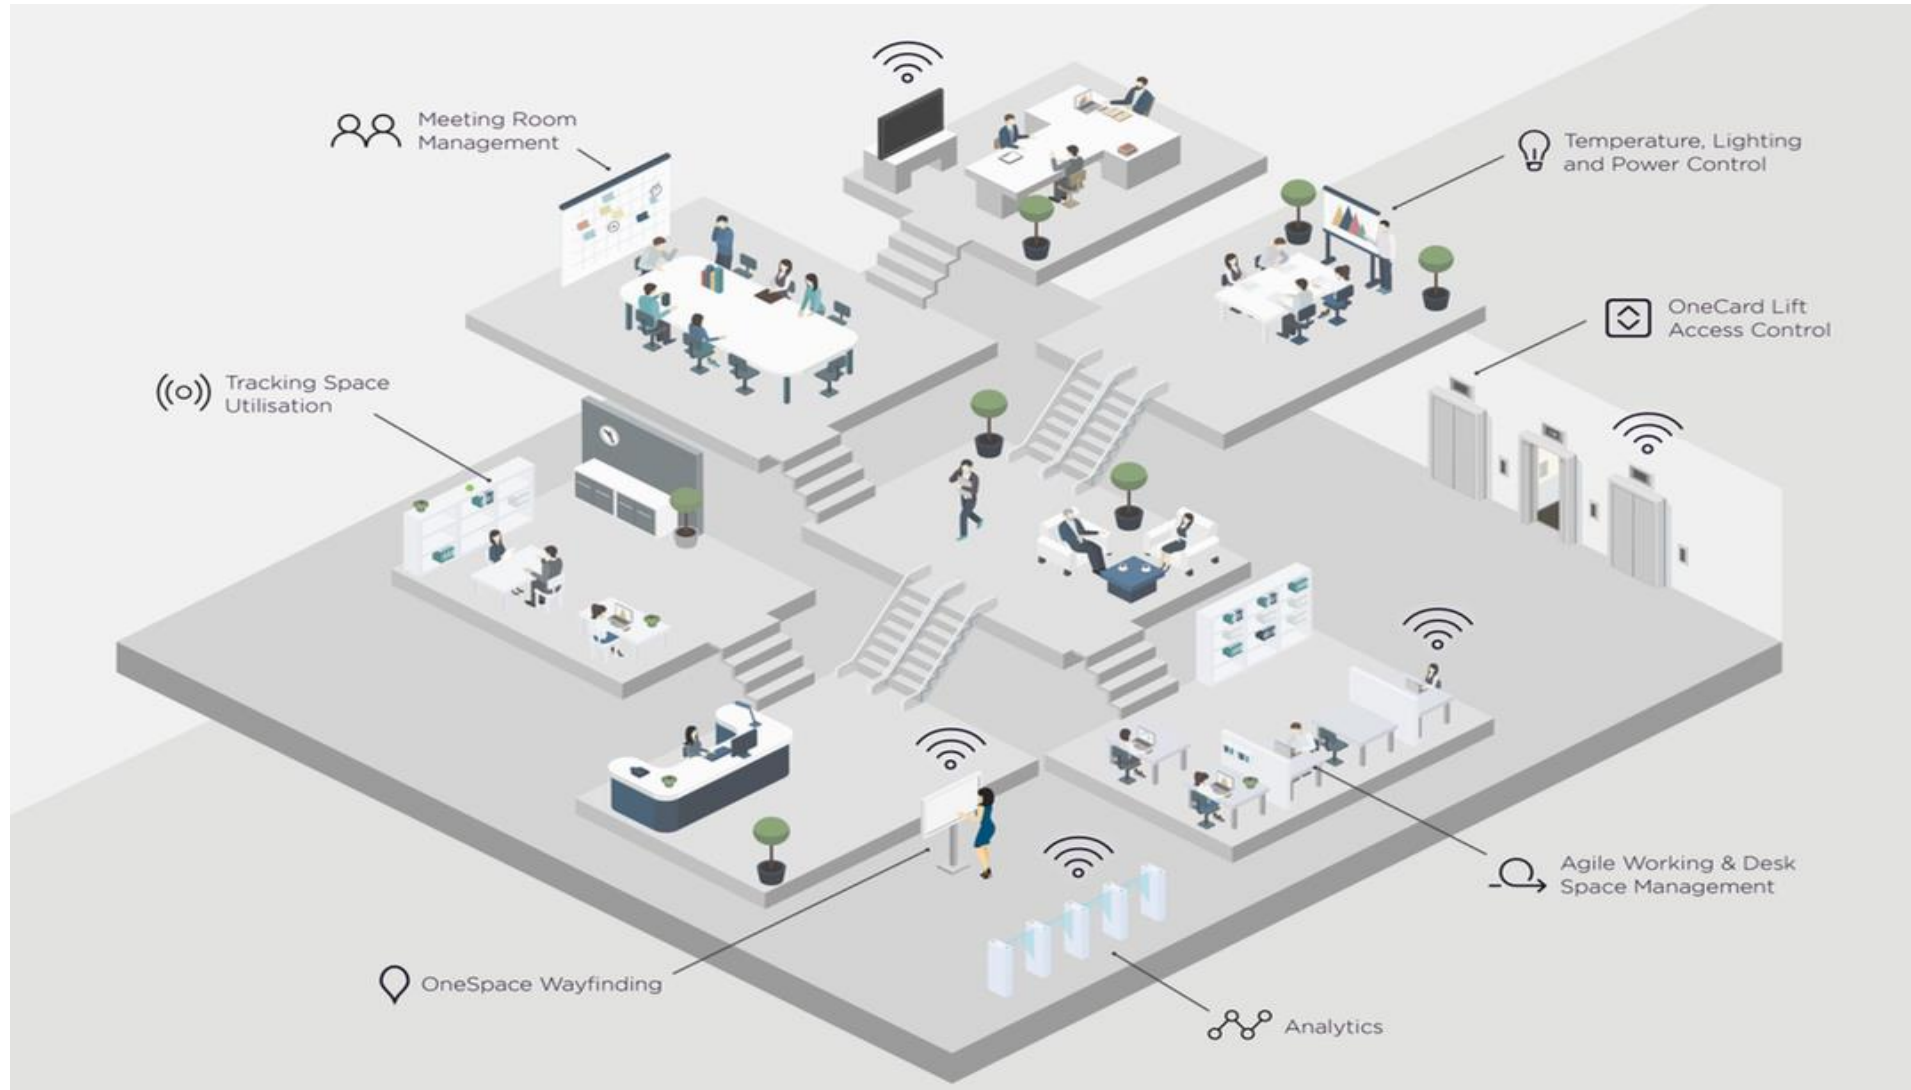 Meeting Room
Management
Temperature, Lighting
and Power Control
OneCard Lift
Access Control
Tracking Space
Utilisation
Agile Working & Desk
Space Management
OneSpace Wayfinding
Analytics